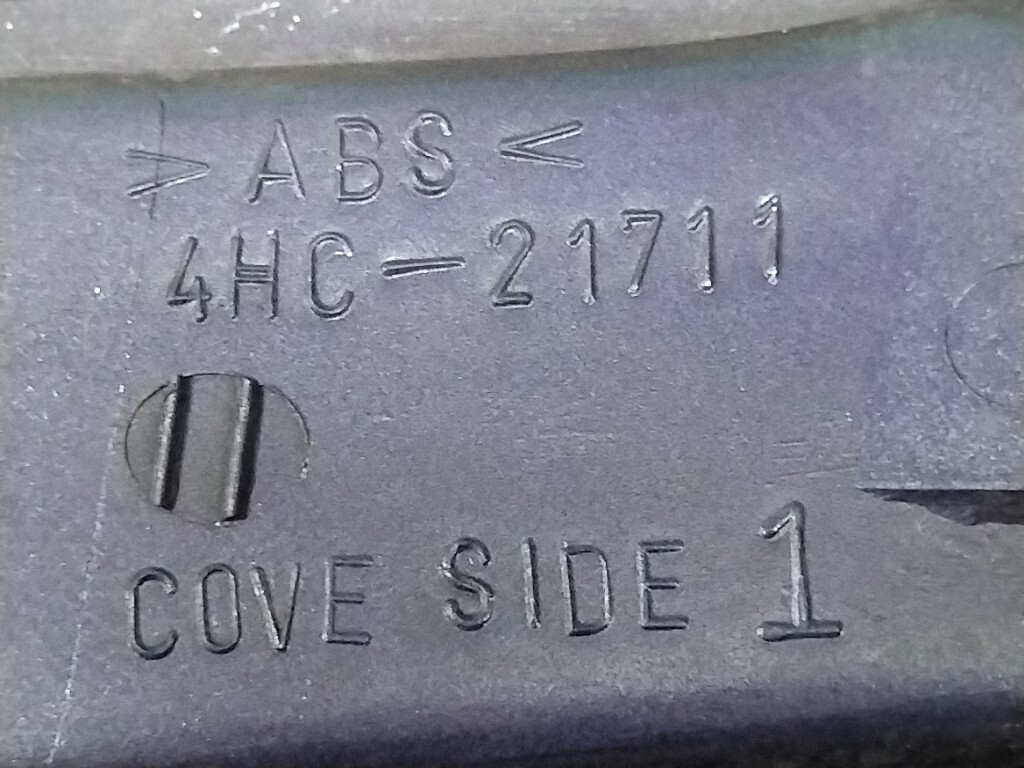 >ABS<
4HC-21711
COVE SIDE 1